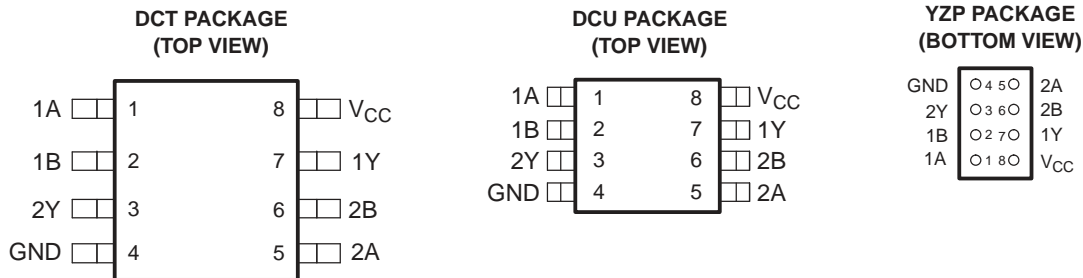 DCT PACKAGE
(TOP VIEW)
1A 1 8 VCC
1B 2 7 1Y
2Y 3 6 2B
GND 4 5 2A
DCU PACKAGE
(TOP VIEW)
1A 1 8 VCC
1B 2 7 1Y
2Y 3 6 2B
GND 4 5 2A
YZP PACKAGE
(BOTTOM VIEW)
GND 4 5 2A
2Y 3 6 2B
1B 2 7 1Y
1A 1 8 VCC